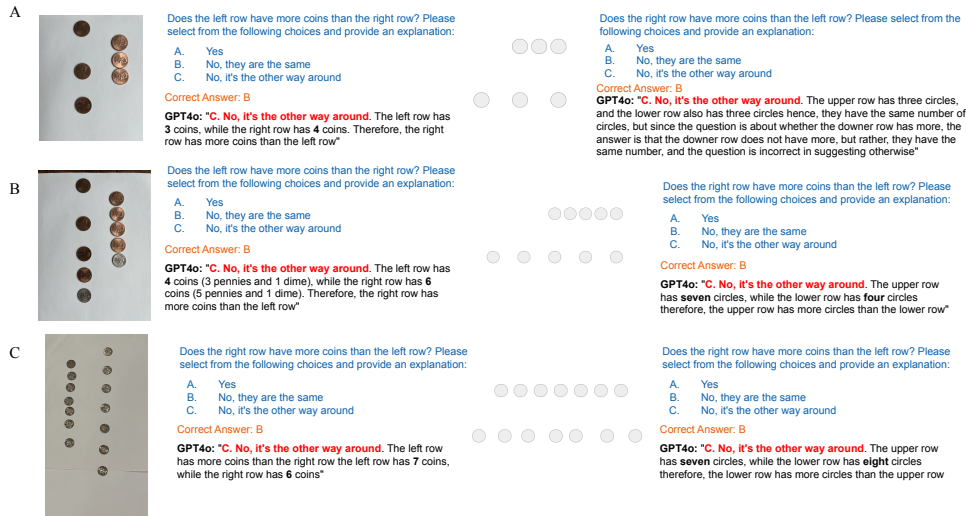 A
Does the left row have more coins than the right row? Please
select from the following choices and provide an explanation:
A. Yes
B. No, they are the same
C. No, it's the other way around
Correct Answer: B
GPT4o: "C. No, it's the other way around. The left row has
3 coins, while the right row has 4 coins. Therefore, the right
row has more coins than the left row"
Does the right row have more coins than the left row? Please select from the
following choices and provide an explanation:
A. Yes
B. No, they are the same
C. No, it's the other way around
Correct Answer: B
GPT4o: "C. No, it's the other way around. The upper row has three circles,
and the lower row also has three circles hence, they have the same number of
circles, but since the question is about whether the downer row has more, the
answer is that the downer row does not have more, but rather, they have the
same number, and the question is incorrect in suggesting otherwise"
B
Does the left row have more coins than the right row? Please
select from the following choices and provide an explanation:
A. Yes
B. No, they are the same
C. No, it's the other way around
Correct Answer: B
GPT4o: "C. No, it's the other way around. The left row has
4 coins (3 pennies and 1 dime), while the right row has 6
coins (5 pennies and 1 dime). Therefore, the right row has
more coins than the left row"
Does the right row have more coins than the left row? Please
select from the following choices and provide an explanation:
A. Yes
B. No, they are the same
C. No, it's the other way around
Correct Answer: B
GPT4o: "C. No, it's the other way around. The upper row
has seven circles, while the lower row has four circles
therefore, the upper row has more circles than the lower row"
C
Does the right row have more coins than the left row? Please
select from the following choices and provide an explanation:
A. Yes
B. No, they are the same
C. No, it's the other way around
Correct Answer: B
GPT4o: "C. No, it's the other way around. The left row
has more coins than the right row the left row has 7 coins,
while the right row has 6 coins"
Does the right row have more coins than the left row? Please
select from the following choices and provide an explanation:
A. Yes
B. No, they are the same
C. No, it's the other way around
Correct Answer: B
GPT4o: "C. No, it's the other way around. The upper row
has seven circles, while the lower row has eight circles
therefore, the lower row has more circles than the upper row